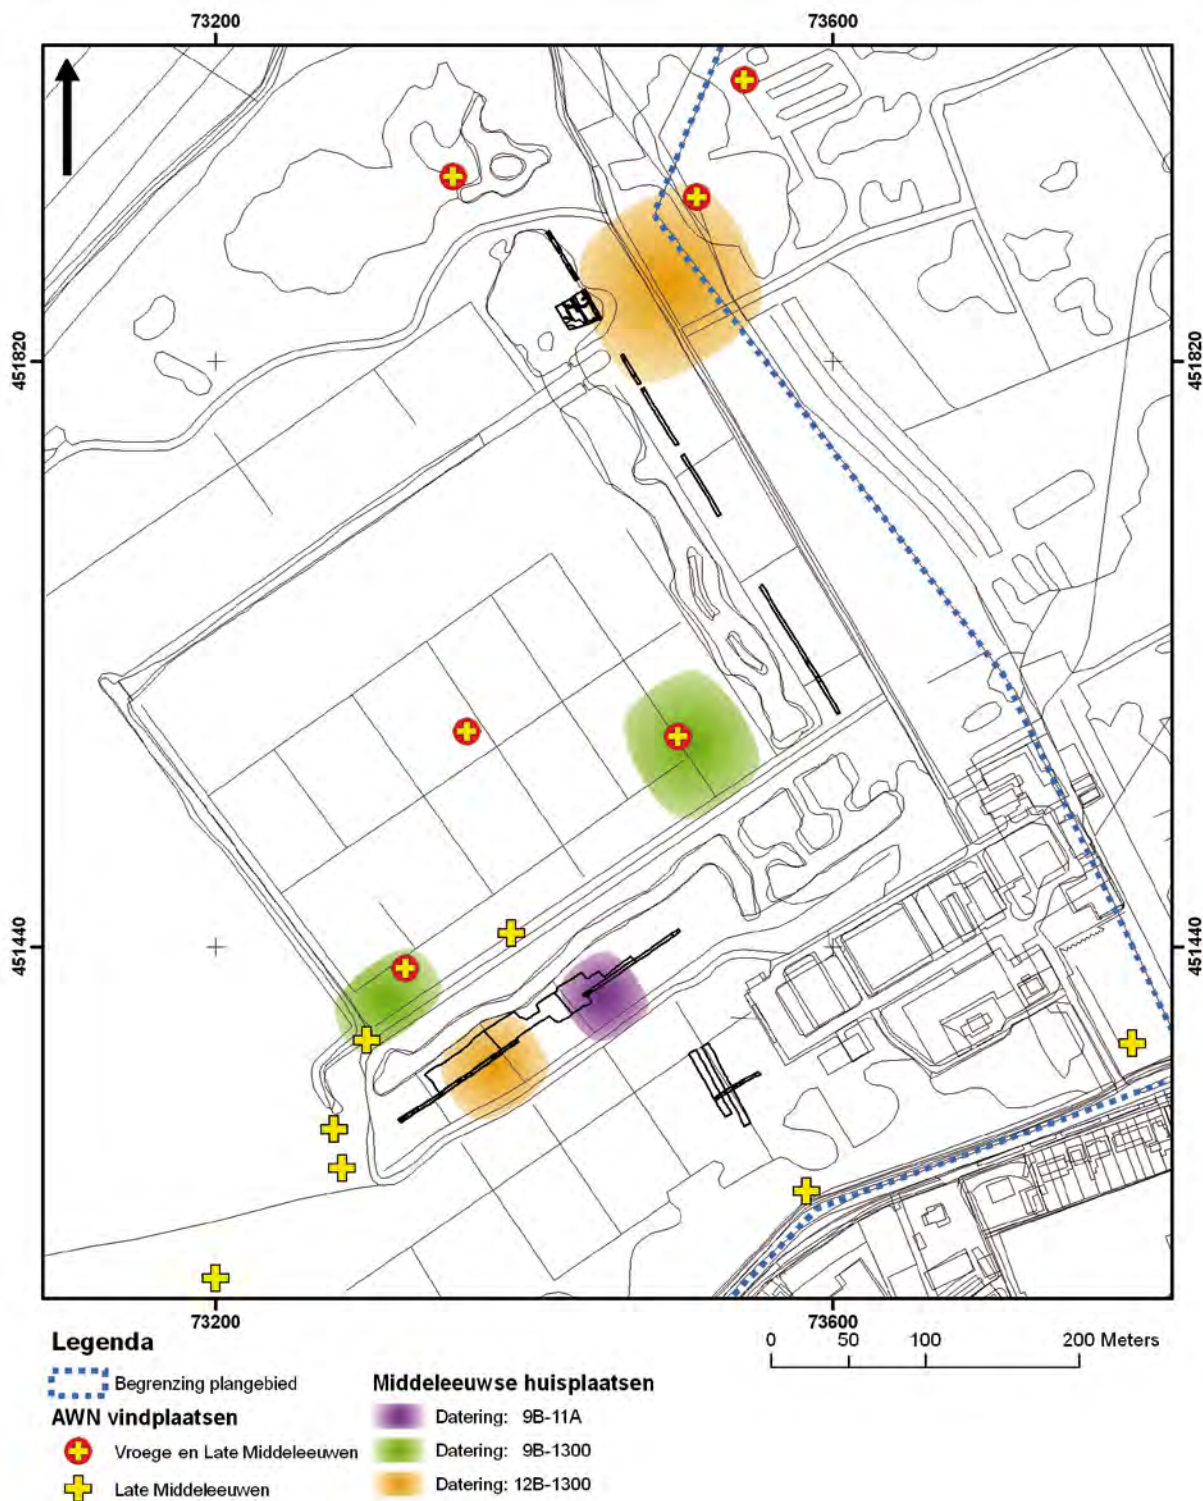 73200 73600
451820 451820
451440 451440
73200 73600
Legenda
Begrenzing plangebied
AWN vindplaatsen
Vroege en Late Middeleeuwen
Late Middeleeuwen
Middeleeuwse huisplaatsen
Datering: 9B-11A
Datering: 9B-1300
Datering: 12B-1300
0 50 100 200 Meters